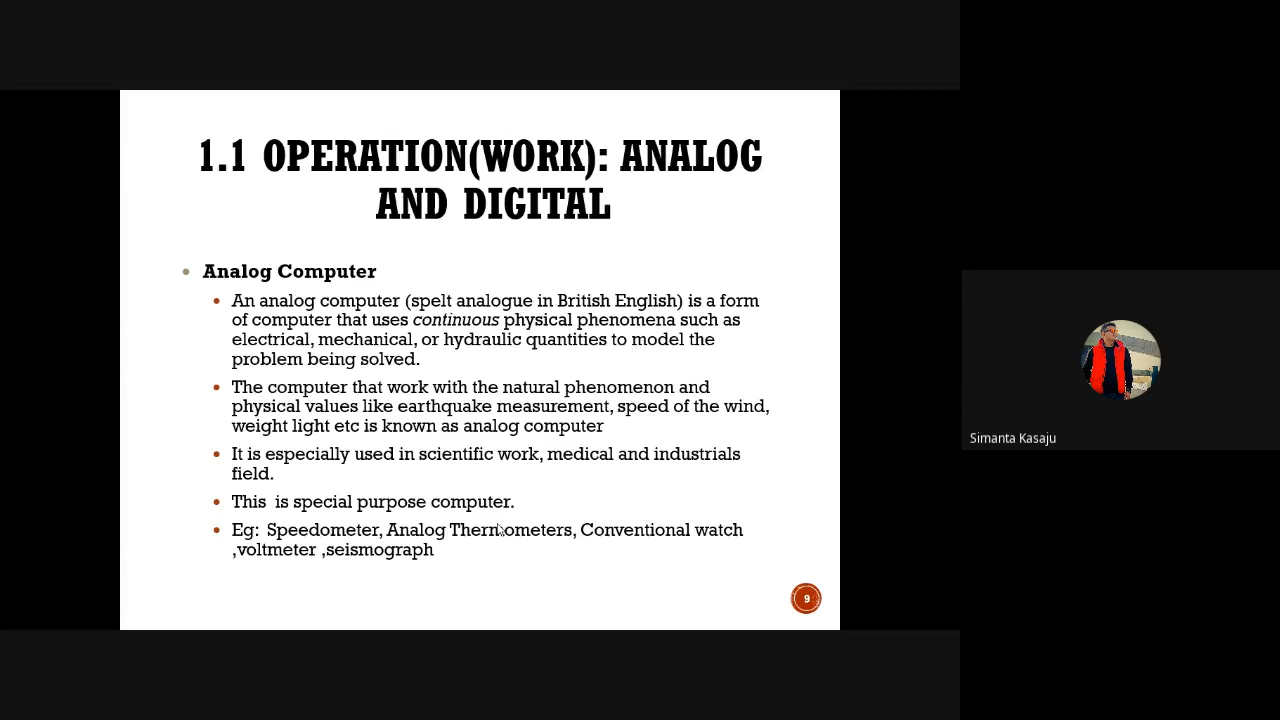 1.1 OPERATION(WORK): ANALOG
AND DIGITAL
• Analog Computer
• An analog computer (spelt analogue in British English) is a form
of computer that uses continuous physical phenomena such as
electrical, mechanical, or hydraulic quantities to model the
problem being solved.
• The computer that work with the natural phenomenon and
physical values like earthquake measurement, speed of the wind,
weight light etc is known as analog computer
• It is especially used in scientific work, medical and industrials
field.
• This  is special purpose computer.
• Eg:  Speedometer, Analog Thermometers, Conventional watch
,voltmeter ,seismograph
9
Simanta Kasaju